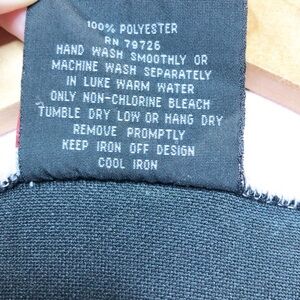 100% POLYESTER
RN 79726
HAND WASH SMOOTHLY OR
MACHINE WASH SEPARATELY
IN LUKE WARM WATER
ONLY NON-CHLORINE BLEACH
TUMBLE DRY LOW OR HANG DRY
REMOVE PROMPTLY
KEEP IRON OFF DESIGN
COOL IRON